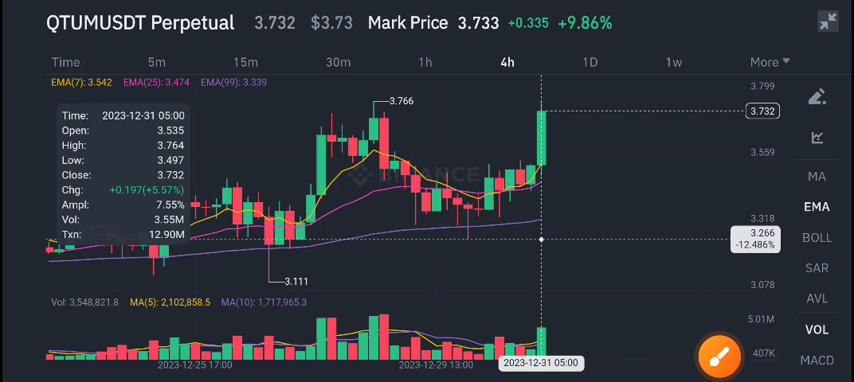 QTUMUSDT Perpetual 3.732 $3.73 Mark Price 3.733 +0.335 +9.86%
Time 5m 15m 30m 1h 4h 1D 1w More
EMA(7): 3.542 EMA(25): 3.474 EMA(99): 3.339
3.799
Time: 2023-12-31 05:00
Open: 3.535
High: 3.764
Low: 3.497
Close: 3.732
Chg: +0.197(+5.57%)
Ampl: 7.55%
Vol: 3.55M
Txn: 12.90M
3.766
3.732
3.559
BINANCE
3.318
3.266
-12.486%
3.111
3.078
MA
EMA
BOLL
SAR
AVL
VOL
MACD
Vol: 3,548,821.8 MA(5): 2,102,858.5 MA(10): 1,717,965.3
5.01M
407K
2023-12-25 17:00 2023-12-29 13:00 2023-12-31 05:00